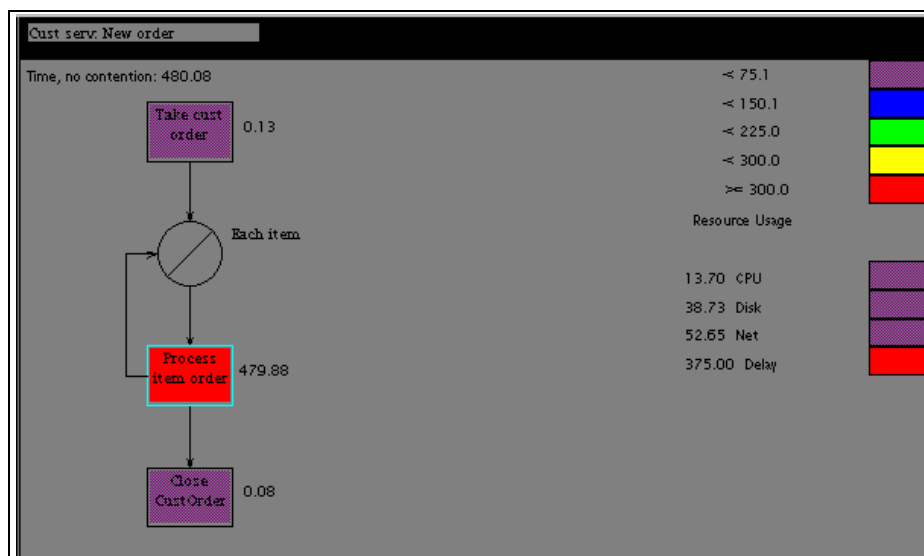 Cust serv: New order
Time, no contention: 480.08
Take cust
order
0.13
Each item
Process
item order
479.88
Close
CustOrder
0.08
< 75.1
< 150.1
< 225.0
< 300.0
>= 300.0
Resource Usage
13.70 CPU
38.73 Disk
52.65 Net
375.00 Delay